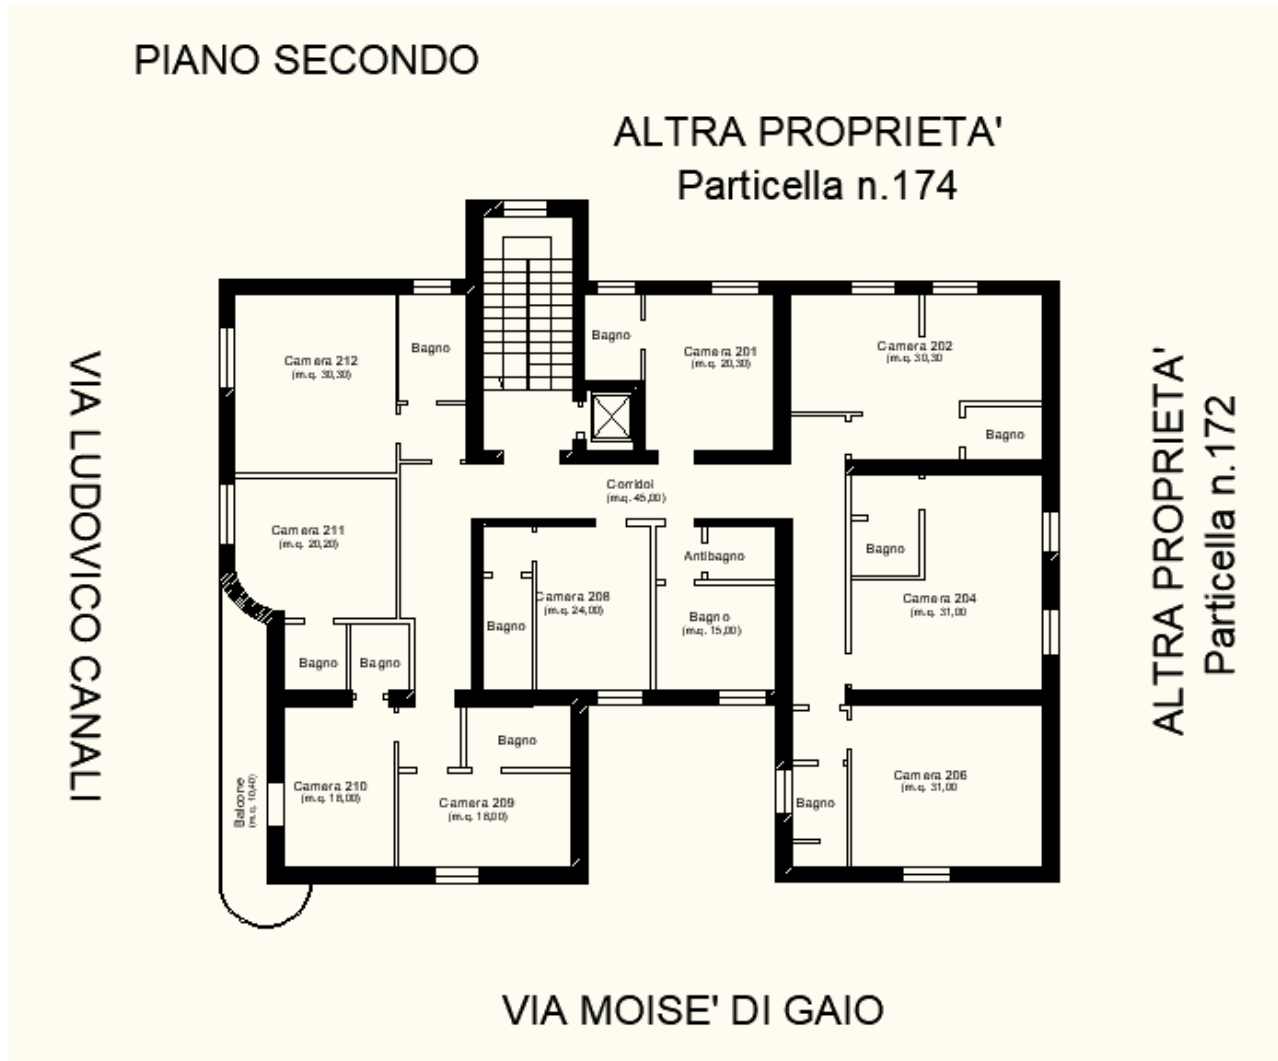 PIANO SECONDO
ALTRA PROPRIETA'
Particella n.174
VIA LUDOVICO CANALI
ALTRA PROPRIETA'
Particella n.172
Camera 212
(m.q. 30,30)
Bagno
Bagno
Camera 201
(m.q. 20,30)
Camera 202
(m.q. 30,30
Bagno
Corridoi
(m.q. 45,00)
Camera 211
(m.q. 20,20)
Bagno
Bagno
Bagno
Camera 208
(m.q. 24,00)
Antibagno
Bagno
(m.q. 15,00)
Bagno
Camera 204
(m.q. 31,00
Balcone
(m.q. 10,40)
Camera 210
(m.q. 18,00)
Bagno
Camera 209
(m.q. 18,00)
Bagno
Camera 206
(m.q. 31,00
VIA MOISE' DI GAIO